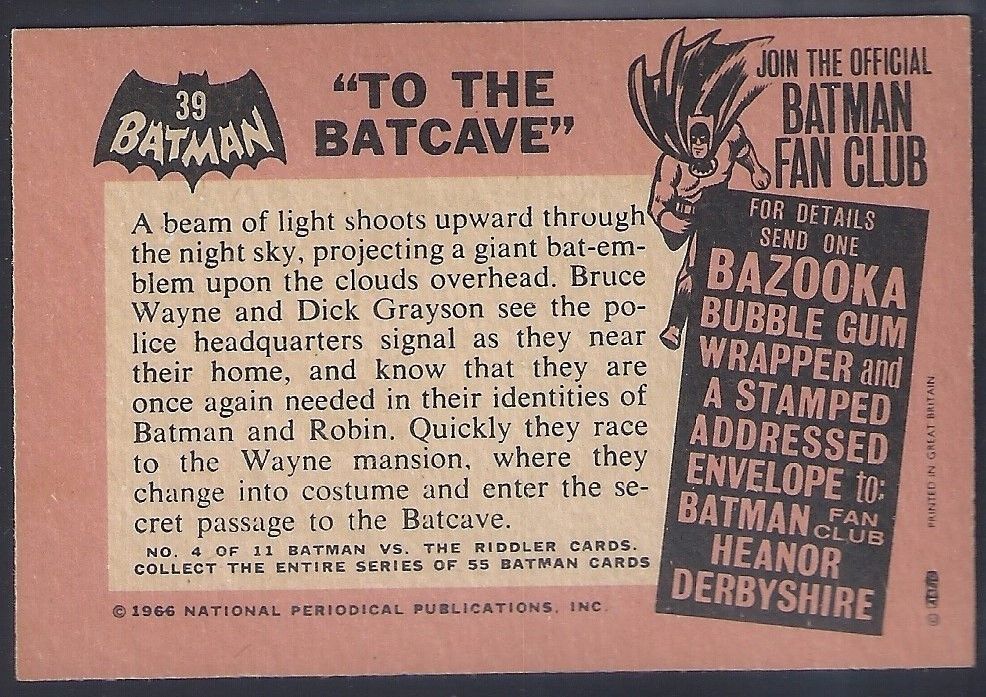 39
BATMAN
"TO THE
BATCAVE"
A beam of light shoots upward through
the night sky, projecting a giant bat-em-
blem upon the clouds overhead. Bruce
Wayne and Dick Grayson see the po-
lice headquarters signal as they near
their home, and know that they are
once again needed in their identities of
Batman and Robin. Quickly they race
to the Wayne mansion, where they
change into costume and enter the se-
cret passage to the Batcave.
NO. 4 OF 11 BATMAN VS. THE RIDDLER CARDS.
COLLECT THE ENTIRE SERIES OF 55 BATMAN CARDS
© 1966 NATIONAL PERIODICAL PUBLICATIONS, INC.
JOIN THE OFFICIAL
BATMAN
FAN CLUB
FOR DETAILS
SEND ONE
BAZOOKA
BUBBLE GUM
WRAPPER and
A STAMPED
ADDRESSED
ENVELOPE to:
BATMAN FAN CLUB
HEANOR
DERBYSHIRE
PRINTED IN GREAT BRITAIN
©